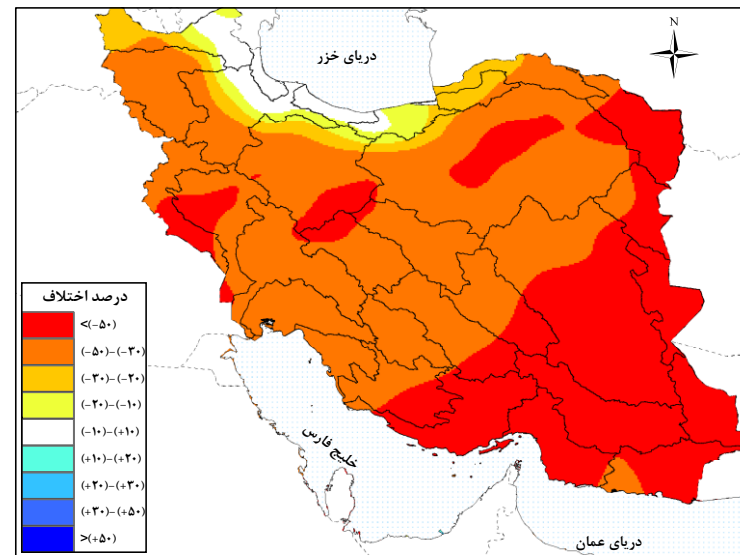 N
دریای خزر
درصد اختلاف
<(-۵۰)
(-۵۰)-(-۳۰)
(-۳۰)-(-۲۰)
(-۲۰)-(-۱۰)
(-۱۰)-(+۱۰)
(+۱۰)-(+۲۰)
(+۲۰)-(+۳۰)
(+۳۰)-(+۵۰)
>(+۵۰)
خلیج فارس
دریای عمان